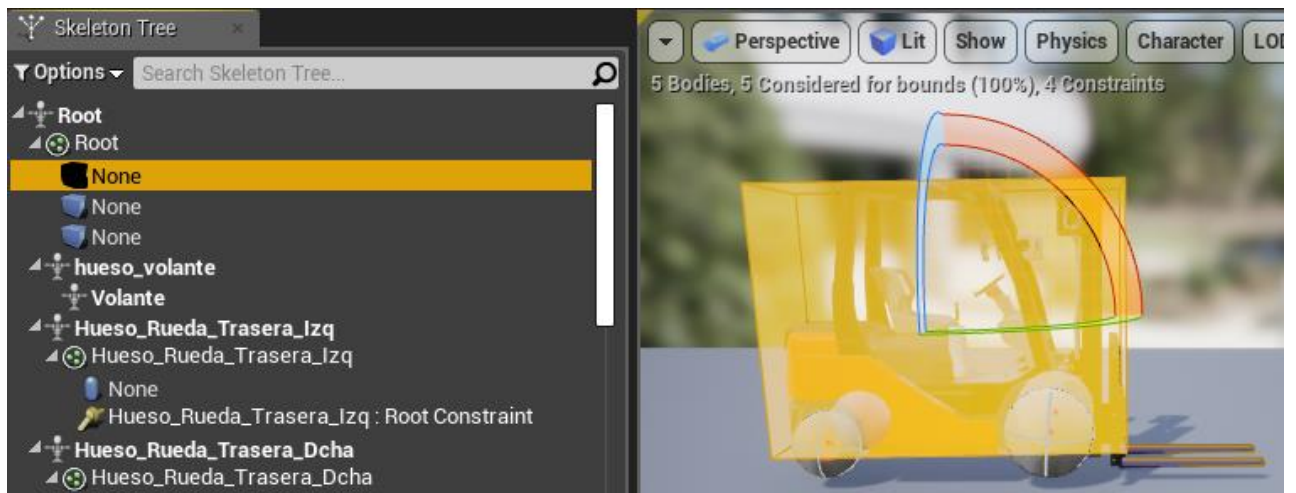 Skeleton Tree
Options Search Skeleton Tree...
Root
Root
None
None
None
hueso_volante
Volante
Hueso_Rueda_Trasera_Izq
Hueso_Rueda_Trasera_Izq
None
Hueso_Rueda_Trasera_Izq : Root Constraint
Hueso_Rueda_Trasera_Dcha
Hueso_Rueda_Trasera_Dcha
Perspective Lit Show Physics Character LOD
5 Bodies, 5 Considered for bounds (100%), 4 Constraints